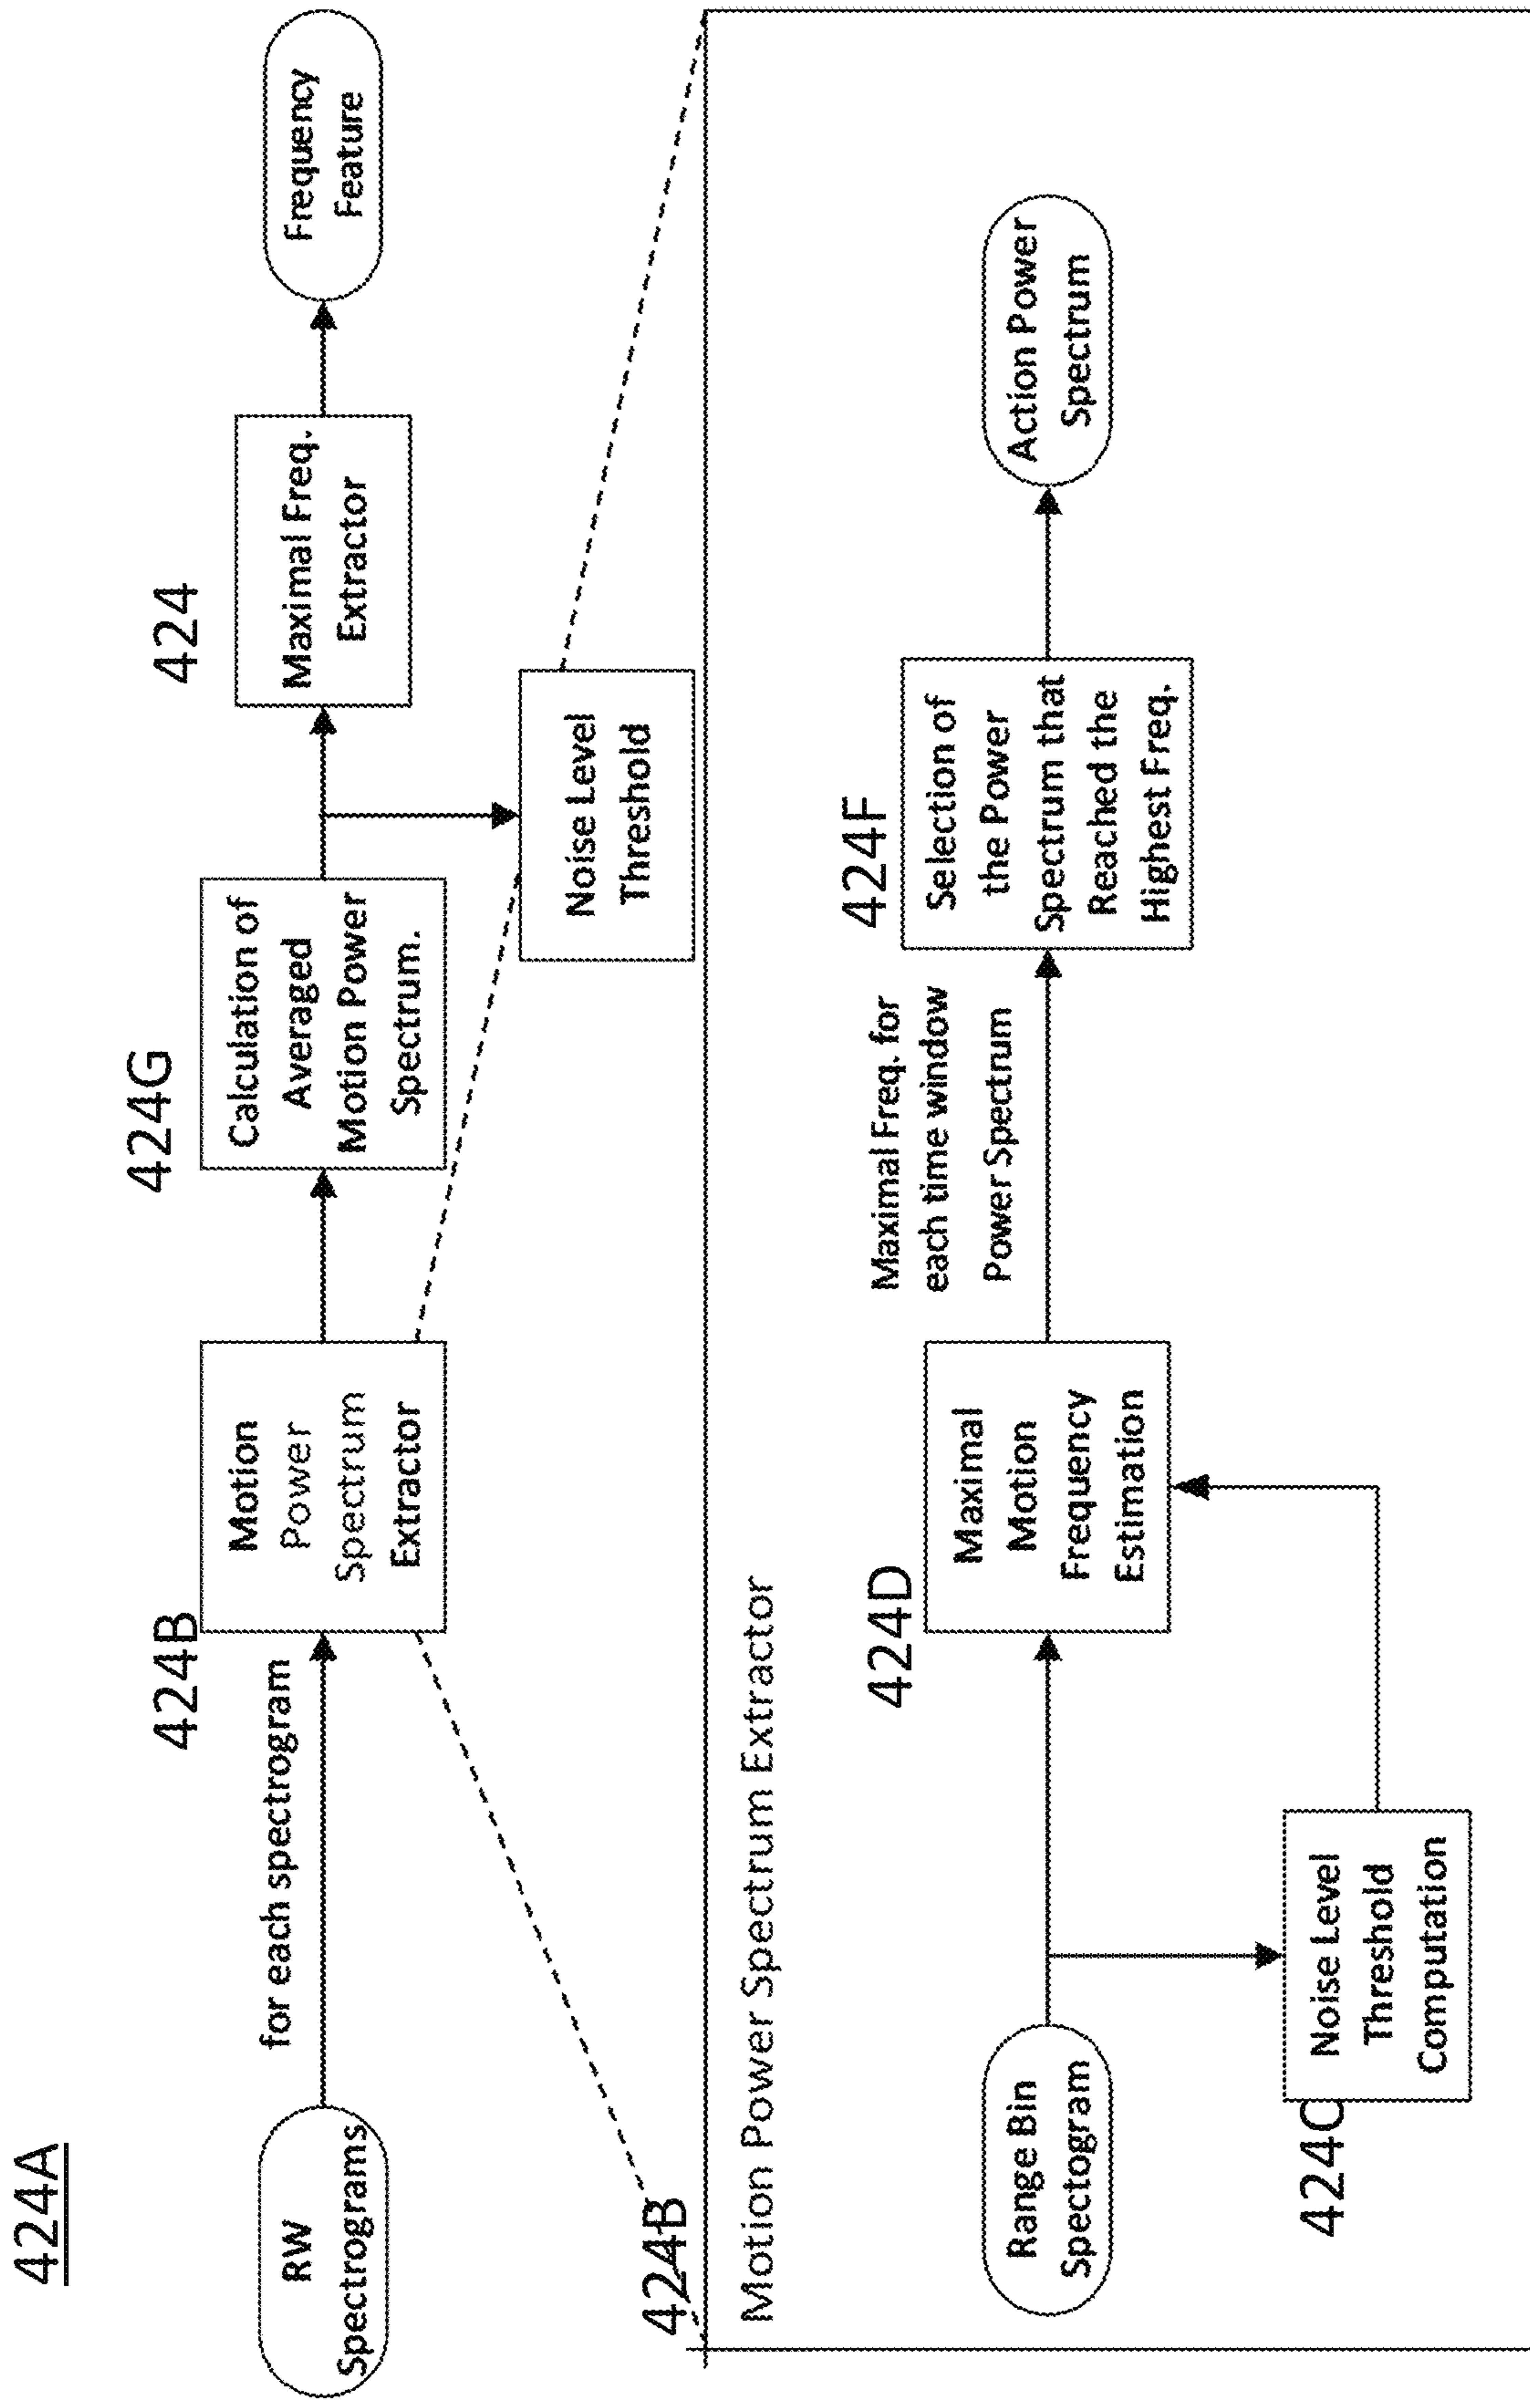 424A
RW
Spectrograms
for each spectrogram
424B
Motion
Power
Spectrum
Extractor
424G
Calculation of
Averaged
Motion Power
Spectrum.
424
Maximal Freq.
Extractor
Frequency
Feature
Noise Level
Threshold
424B
Motion Power Spectrum Extractor
Range Bin
Spectogram
424C
Noise Level
Threshold
Computation
424D
Maximal
Motion
Frequency
Estimation
Maximal Freq. for
each time window
Power Spectrum
424F
Selection of
the Power
Spectrum that
Reached the
Highest Freq.
Action Power
Spectrum